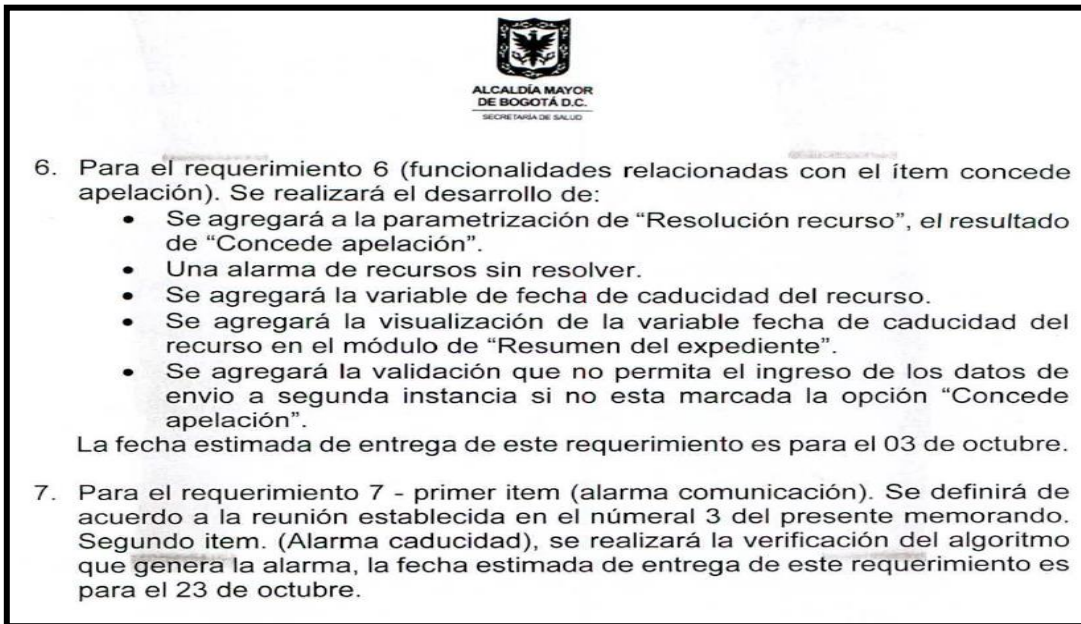 ALCALDÍA MAYOR
DE BOGOTÁ D.C.
SECRETARÍA DE SALUD
6. Para el requerimiento 6 (funcionalidades relacionadas con el ítem concede
apelación). Se realizará el desarrollo de:
• Se agregará a la parametrización de “Resolución recurso”, el resultado
de “Concede apelación”.
• Una alarma de recursos sin resolver.
• Se agregará la variable de fecha de caducidad del recurso.
• Se agregará la visualización de la variable fecha de caducidad del
recurso en el módulo de “Resumen del expediente”.
• Se agregará la validación que no permita el ingreso de los datos de
envio a segunda instancia si no esta marcada la opción “Concede
apelación”.
La fecha estimada de entrega de este requerimiento es para el 03 de octubre.
7. Para el requerimiento 7 - primer item (alarma comunicación). Se definirá de
acuerdo a la reunión establecida en el númeral 3 del presente memorando.
Segundo item. (Alarma caducidad), se realizará la verificación del algoritmo
que genera la alarma, la fecha estimada de entrega de este requerimiento es
para el 23 de octubre.